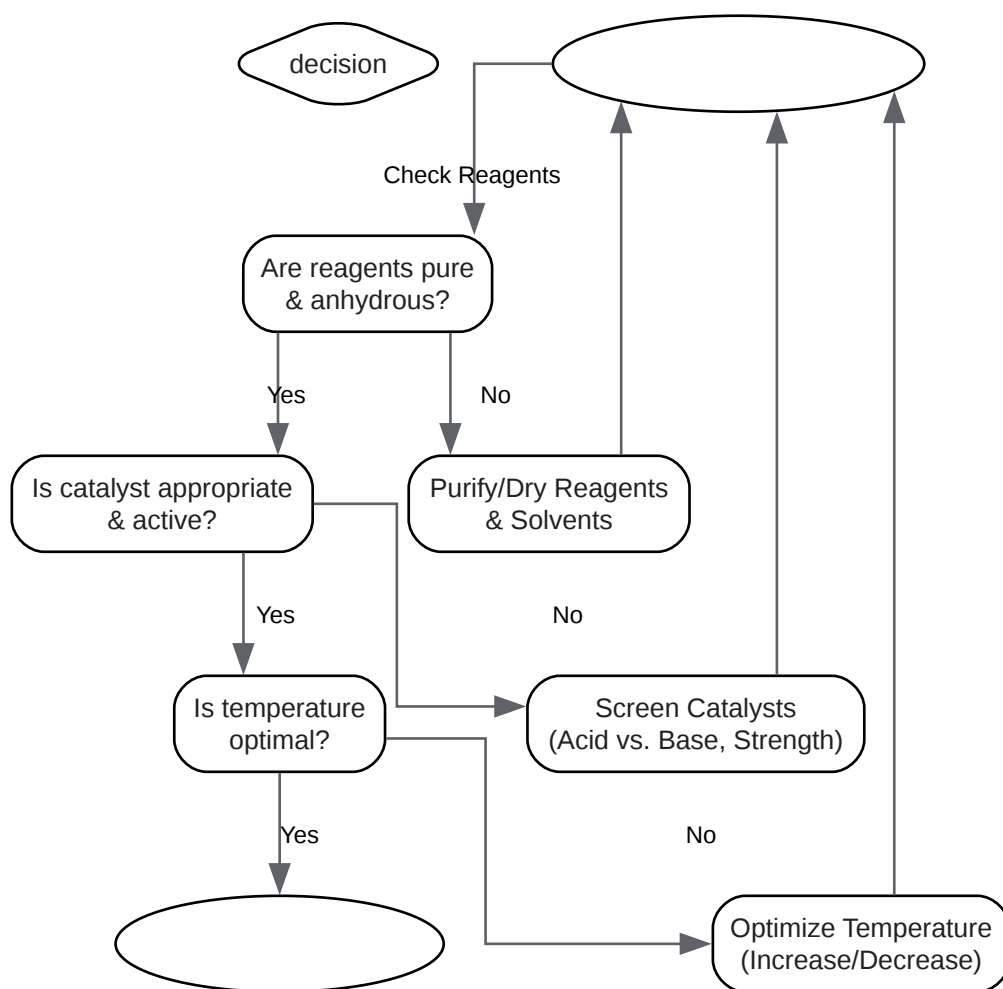 decision
Check Reagents
Are reagents pure
& anhydrous?
Yes
No
Is catalyst appropriate
& active?
Purify/Dry Reagents
& Solvents
Yes
No
Is temperature
optimal?
Screen Catalysts
(Acid vs. Base, Strength)
Yes
No
Optimize Temperature
(Increase/Decrease)